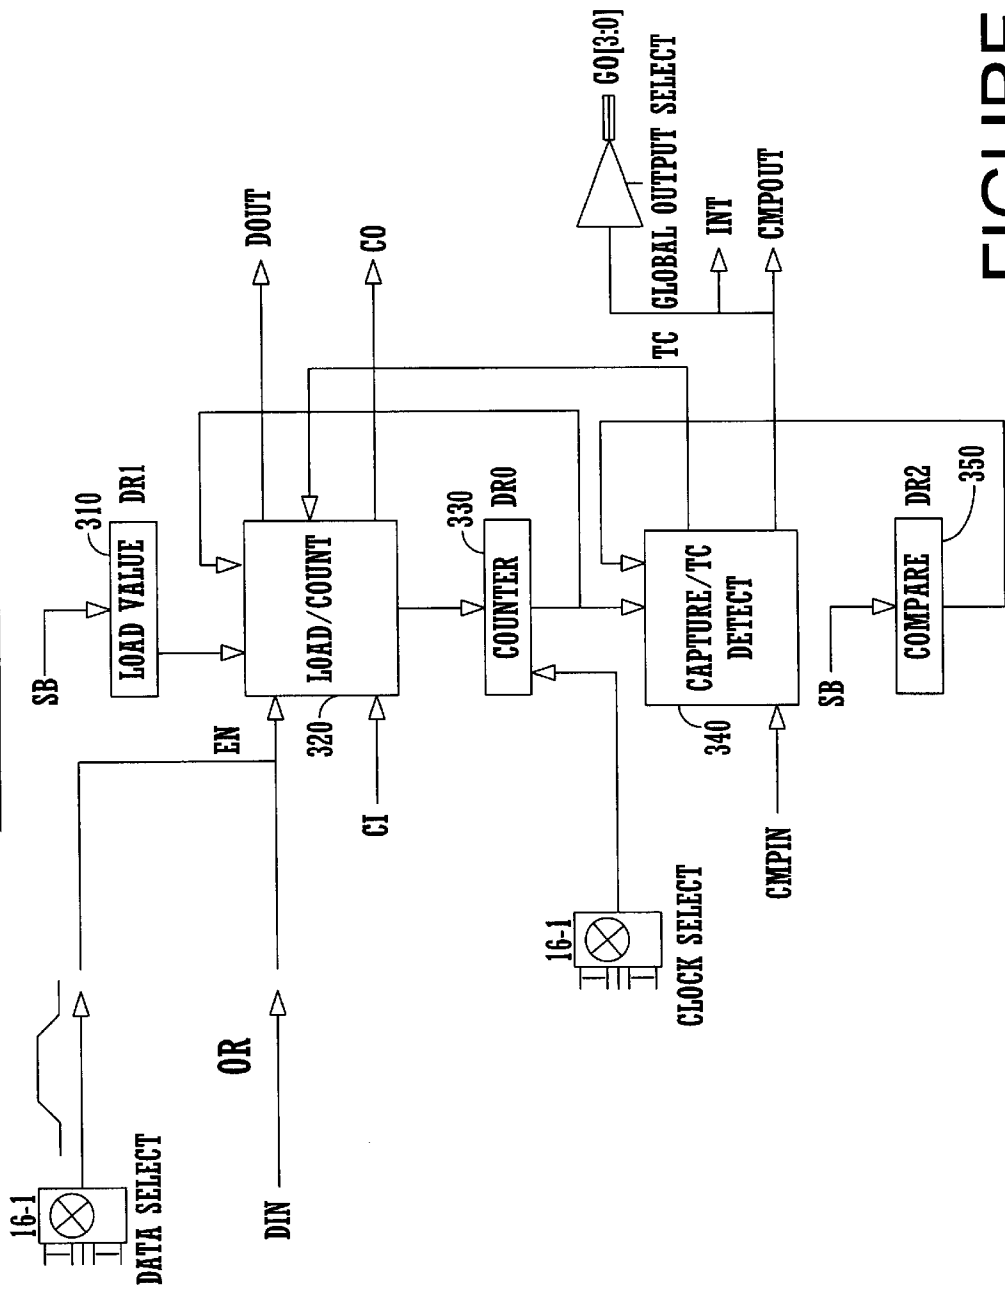 16-1
DATA SELECT
DIN
OR
EN
SB
LOAD VALUE
310
DR1
LOAD/COUNT
320
CI
DOUT
CO
COUNTER
330
DR0
16-1
CLOCK SELECT
CAPTURE/TC
DETECT
340
CMPIN
TC
GLOBAL OUTPUT SELECT
GO[3:0]
INT
CMPOUT
SB
COMPARE
DR2
350
FIGURE